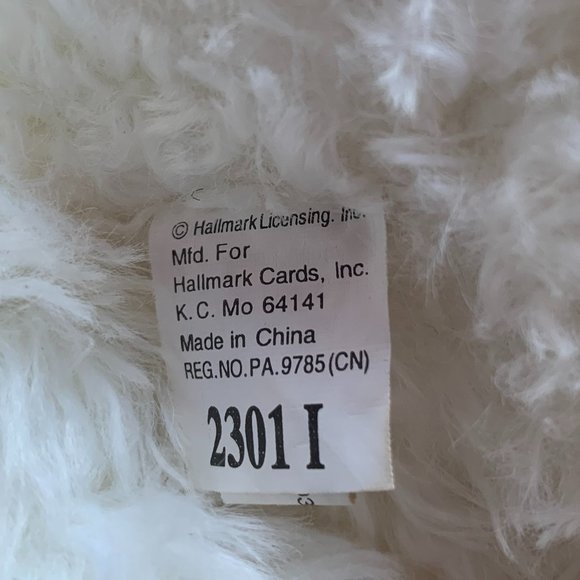 © Hallmark Licensing. Inc.
Mfd. For
Hallmark Cards, Inc.
K.C. Mo 64141
Made in China
REG.NO.PA.9785(CN)
2301 I